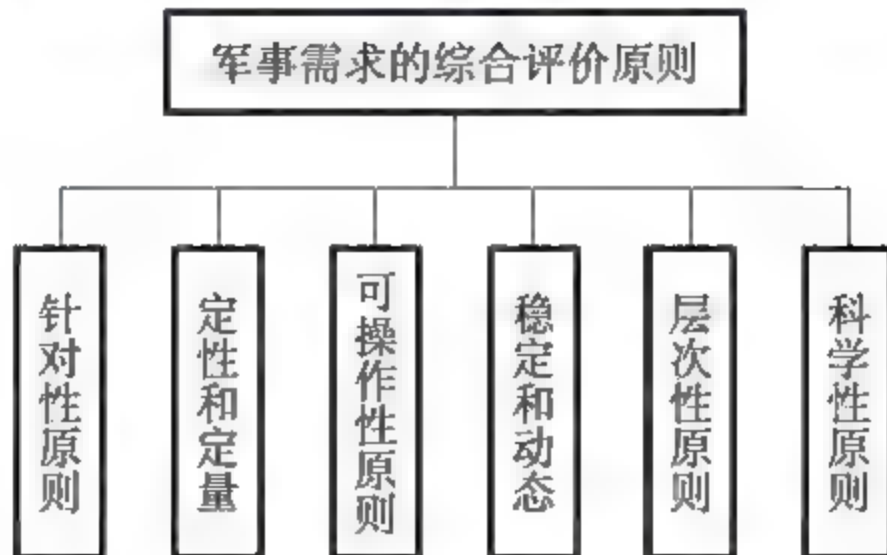 军事需求的综合评价原则
针对性原则
定性和定量
可操作性原则
稳定和动态
层次性原则
科学性原则